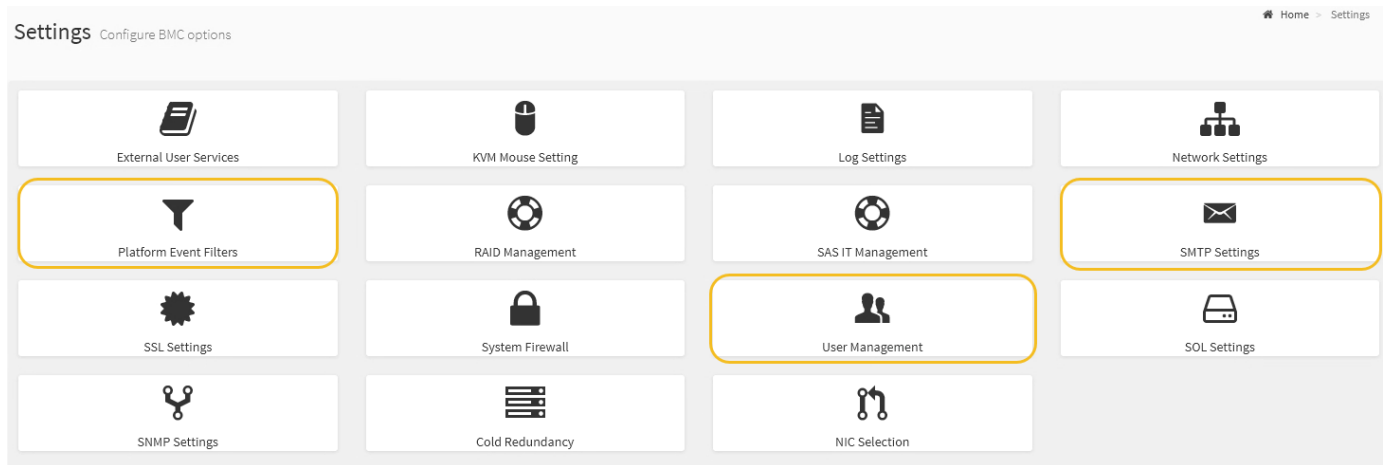 Home > Settings
Settings Configure BMC options
External User Services
KVM Mouse Setting
Log Settings
Network Settings
Platform Event Filters
RAID Management
SAS IT Management
SMTP Settings
SSL Settings
System Firewall
User Management
SOL Settings
SNMP Settings
Cold Redundancy
NIC Selection